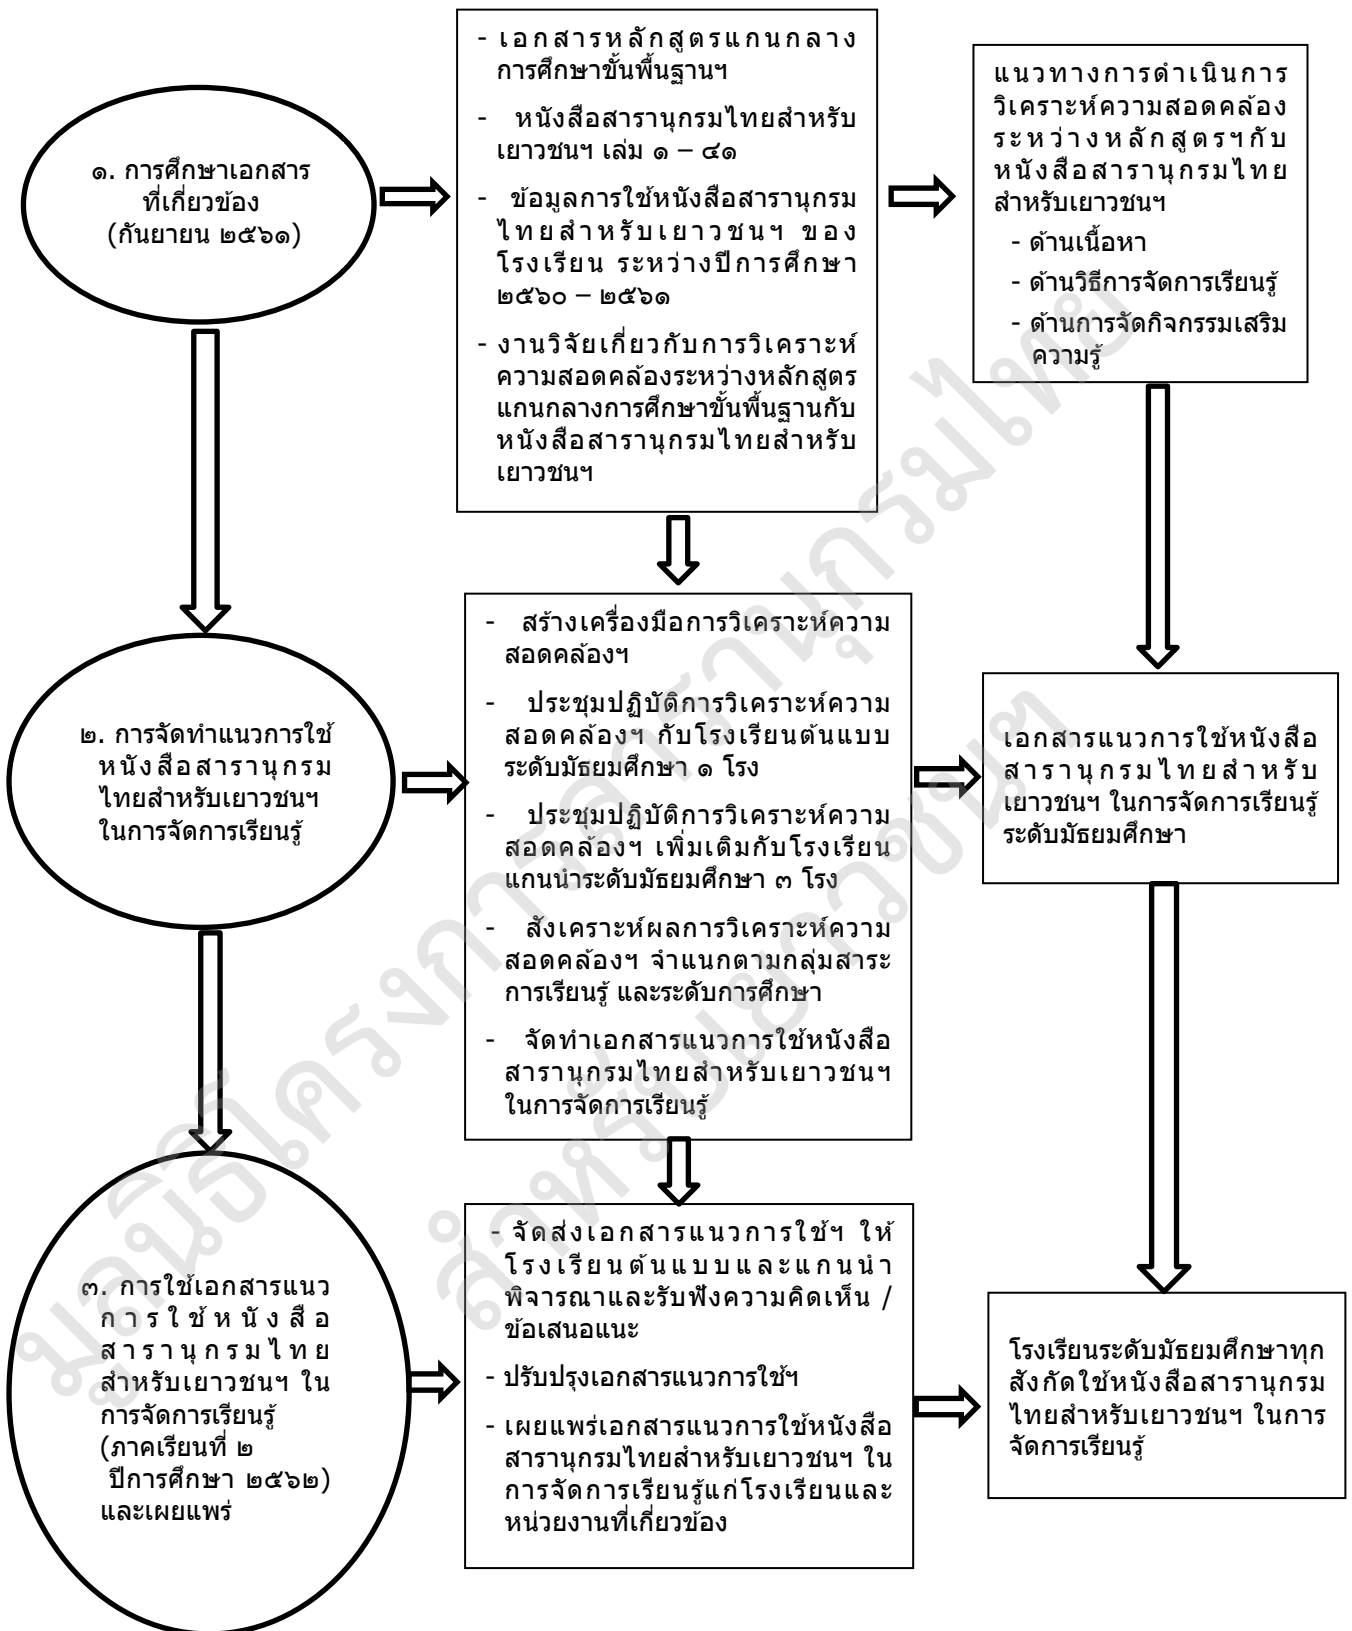 ๑. การศึกษาเอกสาร
ที่เกี่ยวข้อง
(กันยายน ๒๕๖๑)
- เอกสารหลักสูตรแกนกลาง
การศึกษาขั้นพื้นฐานฯ
- หนังสือสารานุกรมไทยสำหรับ
เยาวชนฯ เล่ม ๑ – ๔๑
- ข้อมูลการใช้หนังสือสารานุกรม
ไทยสำหรับเยาวชนฯ ของ
โรงเรียน ระหว่างปีการศึกษา
๒๕๖๐ – ๒๕๖๑
- งานวิจัยเกี่ยวกับการวิเคราะห์
ความสอดคล้องระหว่างหลักสูตร
แกนกลางการศึกษาขั้นพื้นฐานกับ
หนังสือสารานุกรมไทยสำหรับ
เยาวชนฯ
แนวทางการดำเนินการ
วิเคราะห์ความสอดคล้อง
ระหว่างหลักสูตรฯกับ
หนังสือสารานุกรมไทย
สำหรับเยาวชนฯ
- ด้านเนื้อหา
- ด้านวิธีการจัดการเรียนรู้
- ด้านการจัดกิจกรรมเสริม
ความรู้
๒. การจัดทำแนวการใช้
หนังสือสารานุกรม
ไทยสำหรับเยาวชนฯ
ในการจัดการเรียนรู้
- สร้างเครื่องมือการวิเคราะห์ความ
สอดคล้องฯ
- ประชุมปฏิบัติการวิเคราะห์ความ
สอดคล้องฯ กับโรงเรียนต้นแบบ
ระดับมัธยมศึกษา ๑ โรง
- ประชุมปฏิบัติการวิเคราะห์ความ
สอดคล้องฯ เพิ่มเติมกับโรงเรียน
แกนนำระดับมัธยมศึกษา ๓ โรง
- สังเคราะห์ผลการวิเคราะห์ความ
สอดคล้องฯ จำแนกตามกลุ่มสาระ
การเรียนรู้ และระดับการศึกษา
- จัดทำเอกสารแนวการใช้หนังสือ
สารานุกรมไทยสำหรับเยาวชนฯ
ในการจัดการเรียนรู้
เอกสารแนวการใช้หนังสือ
สารานุกรมไทยสำหรับ
เยาวชนฯ ในการจัดการเรียนรู้
ระดับมัธยมศึกษา
๓. การใช้เอกสารแนว
การใช้หนังสือ
สารานุกรมไทย
สำหรับเยาวชนฯ ใน
การจัดการเรียนรู้
(ภาคเรียนที่ ๒
ปีการศึกษา ๒๕๖๒)
และเผยแพร่
- จัดส่งเอกสารแนวการใช้ฯ ให้
โรงเรียนต้นแบบและแกนนำ
พิจารณาและรับฟังความคิดเห็น /
ข้อเสนอแนะ
- ปรับปรุงเอกสารแนวการใช้ฯ
- เผยแพร่เอกสารแนวการใช้หนังสือ
สารานุกรมไทยสำหรับเยาวชนฯ ใน
การจัดการเรียนรู้แก่โรงเรียนและ
หน่วยงานที่เกี่ยวข้อง
โรงเรียนระดับมัธยมศึกษาทุก
สังกัดใช้หนังสือสารานุกรม
ไทยสำหรับเยาวชนฯ ในการ
จัดการเรียนรู้
มูลนิธิโครงการสารานุกรมไทย
สำหรับเยาวชนฯ